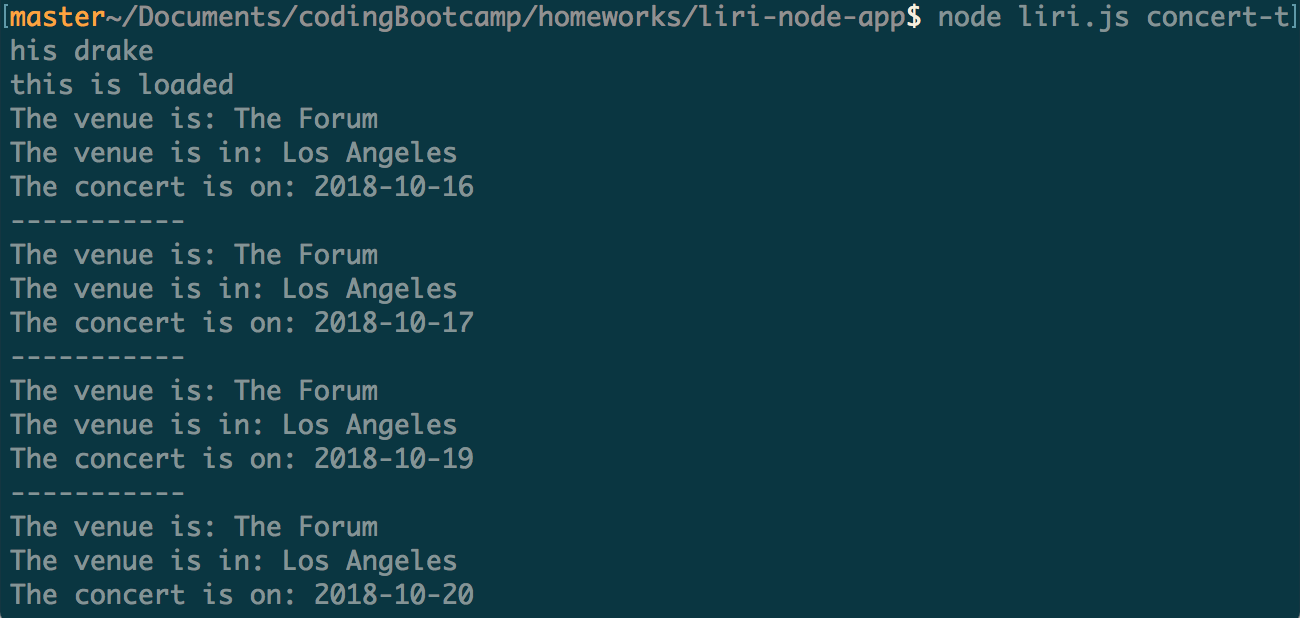 [master~/Documents/codingBootcamp/homeworks/liri-node-app$ node liri.js concert-t]
his drake
this is loaded
The venue is: The Forum
The venue is in: Los Angeles
The concert is on: 2018-10-16
-----------
The venue is: The Forum
The venue is in: Los Angeles
The concert is on: 2018-10-17
-----------
The venue is: The Forum
The venue is in: Los Angeles
The concert is on: 2018-10-19
-----------
The venue is: The Forum
The venue is in: Los Angeles
The concert is on: 2018-10-20